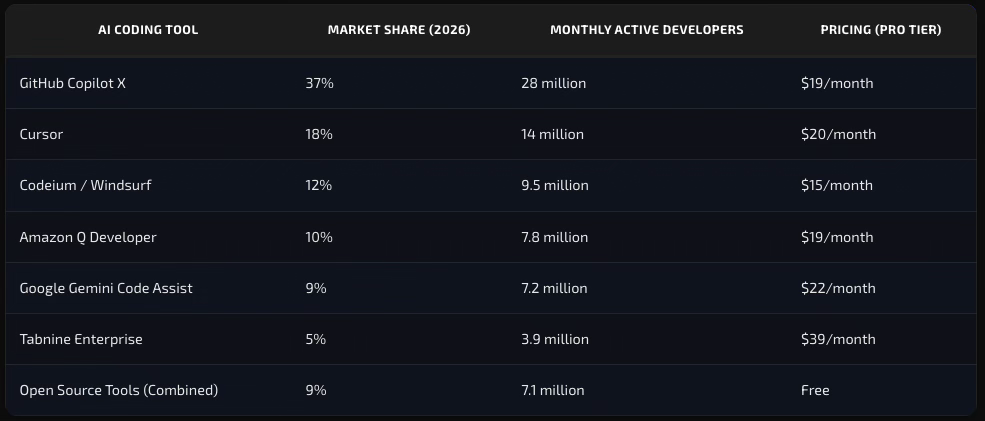 AI CODING TOOL MARKET SHARE (2026) MONTHLY ACTIVE DEVELOPERS PRICING (PRO TIER)
GitHub Copilot X 37% 28 million $19/month
Cursor 18% 14 million $20/month
Codeium / Windsurf 12% 9.5 million $15/month
Amazon Q Developer 10% 7.8 million $19/month
Google Gemini Code Assist 9% 7.2 million $22/month
Tabnine Enterprise 5% 3.9 million $39/month
Open Source Tools (Combined) 9% 7.1 million Free